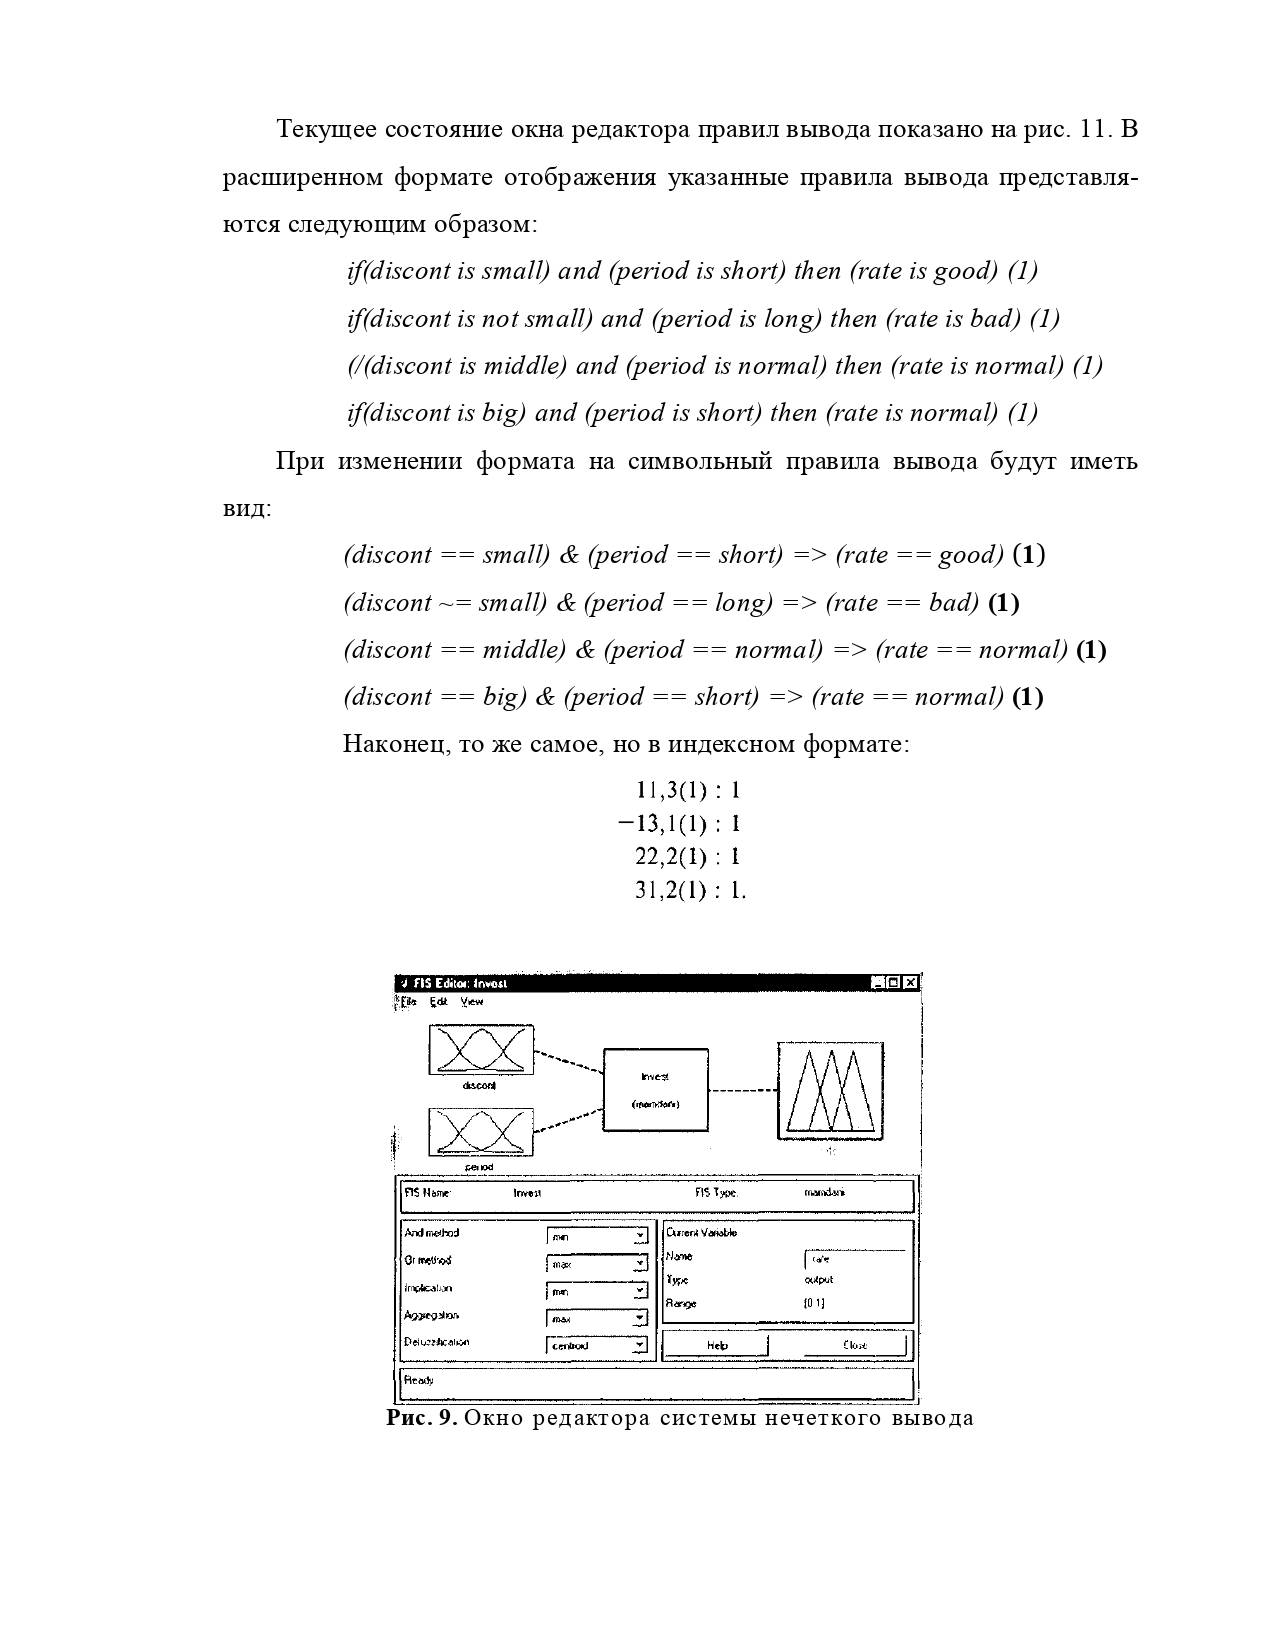 Текущее состояние окна редактора правил вывода показано на рис. 11. В
расширенном формате отображения указанные правила вывода представля-
ются следующим образом:
if(discont is small) and (period is short) then (rate is good) (1)
if(discont is not small) and (period is long) then (rate is bad) (1)
(/(discont is middle) and (period is normal) then (rate is normal) (1)
if(discont is big) and (period is short) then (rate is normal) (1)
При изменении формата на символьный правила вывода будут иметь
вид:
(discont == small) & (period == short) => (rate == good) (1)
(discont ~= small) & (period == long) => (rate == bad) (1)
(discont == middle) & (period == normal) => (rate == normal) (1)
(discont == big) & (period == short) => (rate == normal) (1)
Наконец, то же самое, но в индексном формате:
11,3(1) : 1
−13,1(1) : 1
22,2(1) : 1
31,2(1) : 1.
FIS Editor: Invest
File Edit View
discont
Invest
(mamdani)
period
FIS Name: Invest FIS Type: mamdani
And method min
Or method max
Implication min
Aggregation max
Defuzzification centroid
Current Variable
Name rate
Type output
Range [0 1]
Help Close
Ready
Рис. 9. Окно редактора системы нечеткого вывода